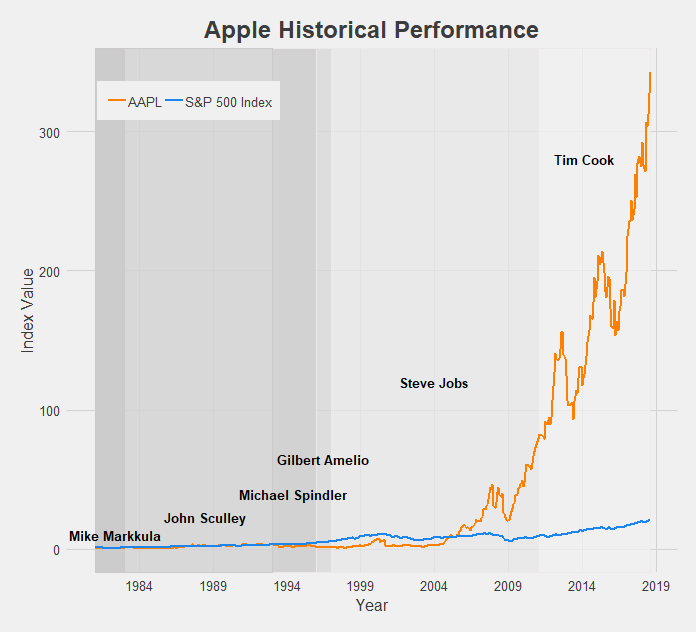 Apple Historical Performance
AAPL S&P 500 Index
300
Tim Cook
200
Index Value
Steve Jobs
100
Gilbert Amelio
Michael Spindler
John Sculley
Mike Markkula
0
1984 1989 1994 1999 2004 2009 2014 2019
Year